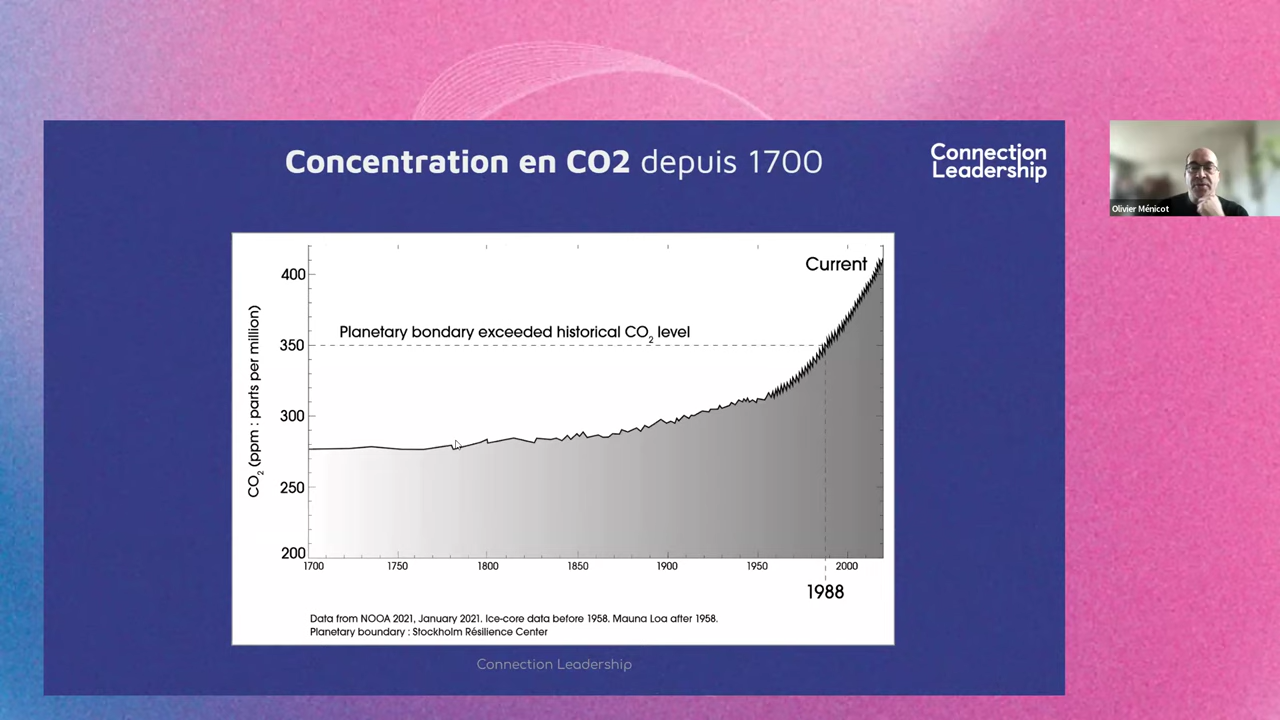 Concentration en CO2 depuis 1700
Connection
Leadership
Olivier Ménicot
Current
400
Planetary bondary exceeded historical CO2 level
350
300
250
200
CO2 (ppm : parts per million)
1700 1750 1800 1850 1900 1950 2000
1988
Data from NOOA 2021, January 2021. Ice-core data before 1958. Mauna Loa after 1958.
Planetary boundary : Stockholm Résilience Center
Connection Leadership